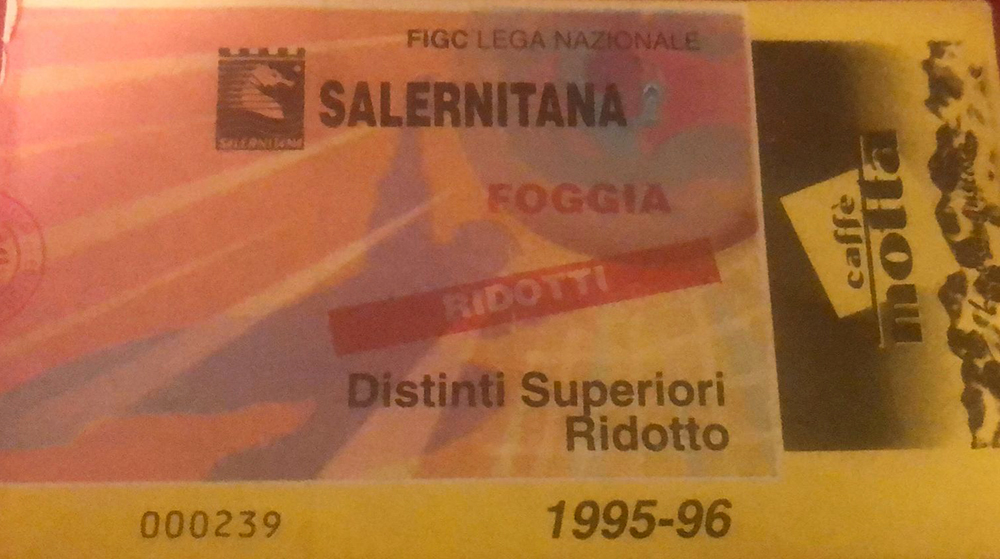 FIGC LEGA NAZIONALE
SALERNITANA
SALERNITANA
FOGGIA
RIDOTTI
Distinti Superiori
Ridotto
000239
1995-96
caffè
motta